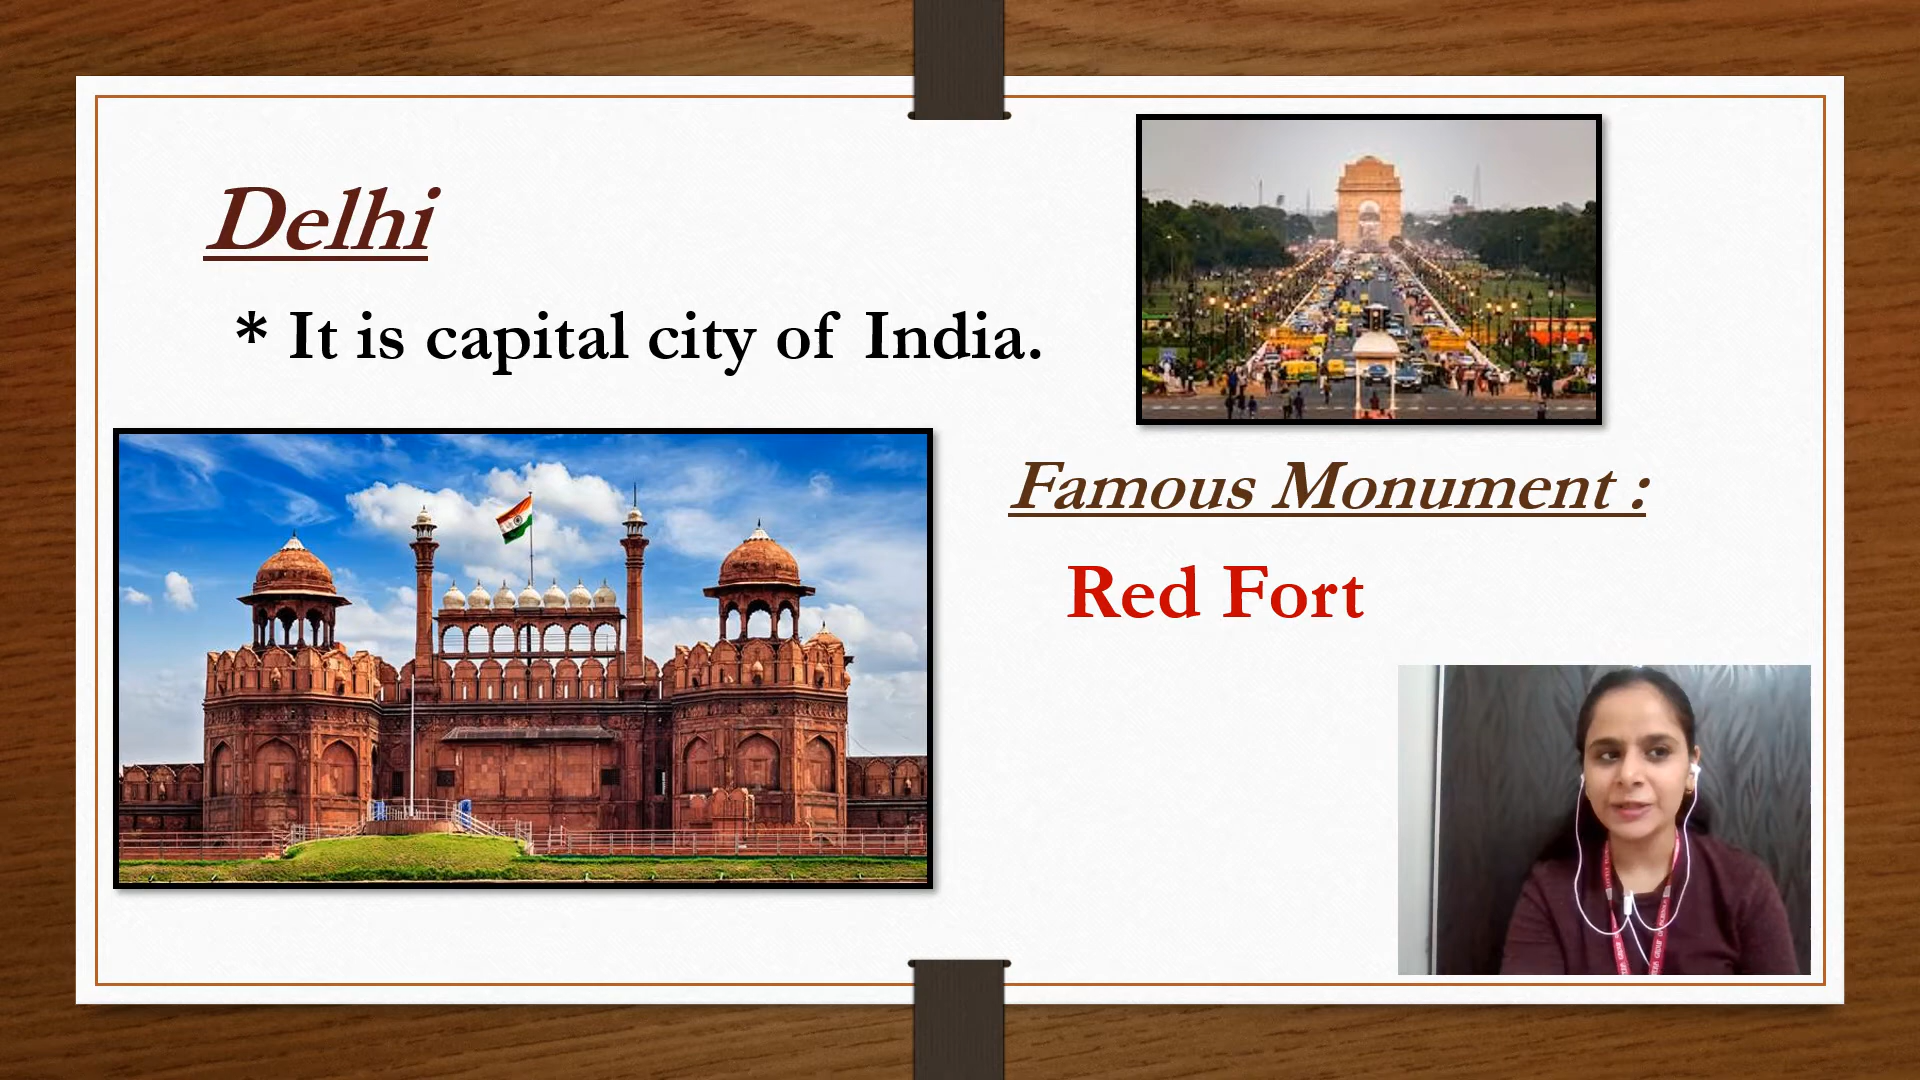 Delhi
* It is capital city of India.
Famous Monument :
Red Fort